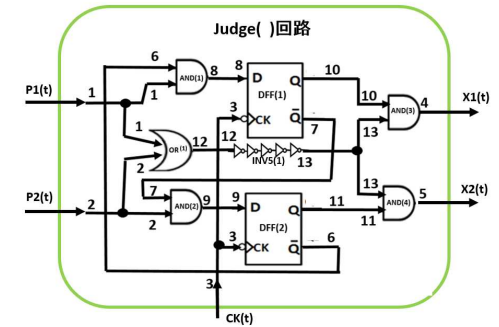 Judge( )回路
6
P1(t)
1
AND(1)
8
8
D
Q
10
DFF(1)
10
AND(3)
4
X1(t)
1
3
CK
Q
7
13
1
OR(1)
12
12
INV5(1)
13
2
7
AND(2)
9
9
D
Q
11
13
AND(4)
5
X2(t)
P2(t)
2
2
DFF(2)
11
3
CK
Q
6
3
CK(t)